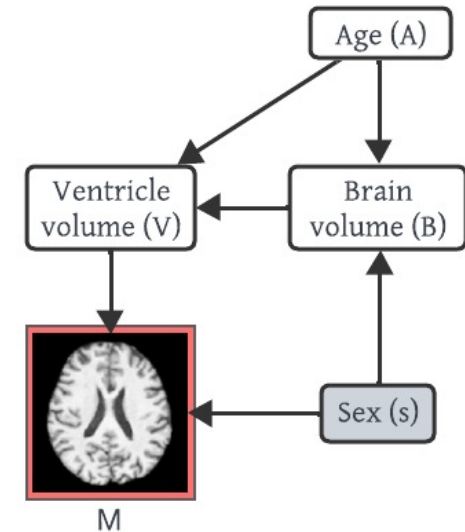 Age (A)
Ventricle
volume (V)
Brain
volume (B)
Sex (s)
M